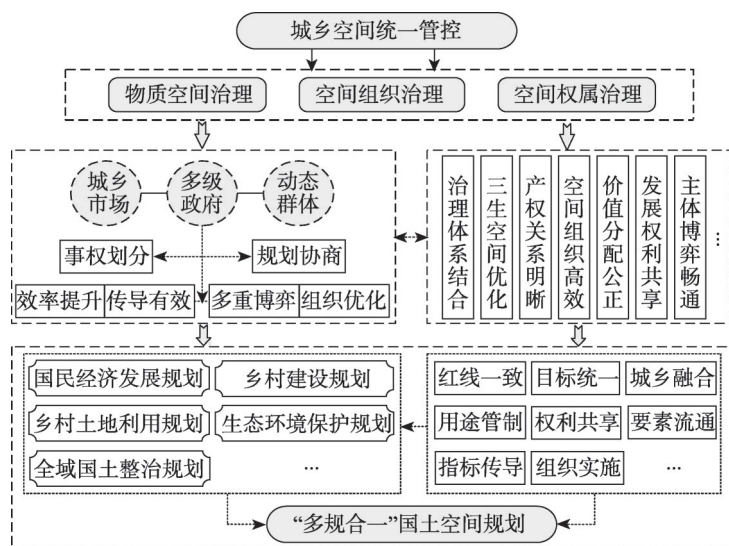 城乡空间统一管控
物质空间治理
空间组织治理
空间权属治理
城乡
市场
多级
政府
动态
群体
事权划分
规划协商
效率提升
传导有效
多重博弈
组织优化
治理体系结合
三生空间优化
产权关系明晰
空间组织高效
价值分配公正
发展权利共享
主体博弈畅通
⋮
国民经济发展规划
乡村建设规划
乡村土地利用规划
生态环境保护规划
全域国土整治规划
…
红线一致
目标统一
城乡融合
用途管制
权利共享
要素流通
指标传导
组织实施
…
“多规合一”国土空间规划